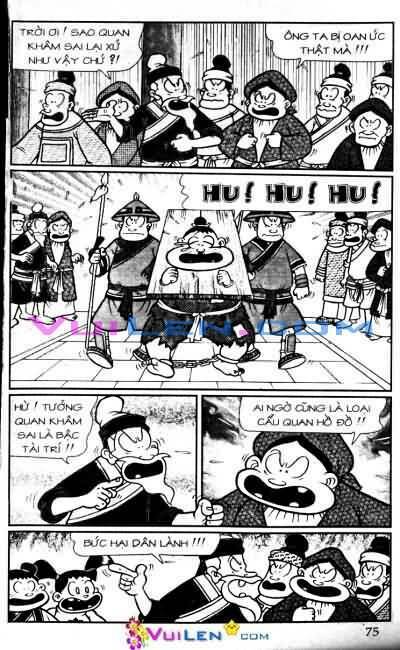 TRỜI ƠI ! SAO QUAN
KHÂM SAI LẠI XỬ
NHƯ VẬY CHỨ ?!
ÔNG TA BỊ OAN ỨC
THẬT MÀ !!!
HU! HU! HU!
VuiLen.com
HỪ ! TƯỞNG
QUAN KHÂM
SAI LÀ BẬC
TÀI TRÍ !!
AI NGỜ CŨNG LÀ LOẠI
CẨU QUAN HỒ ĐỒ !!
BỨC HẠI DÂN LÀNH !!!
75
VuiLen.com